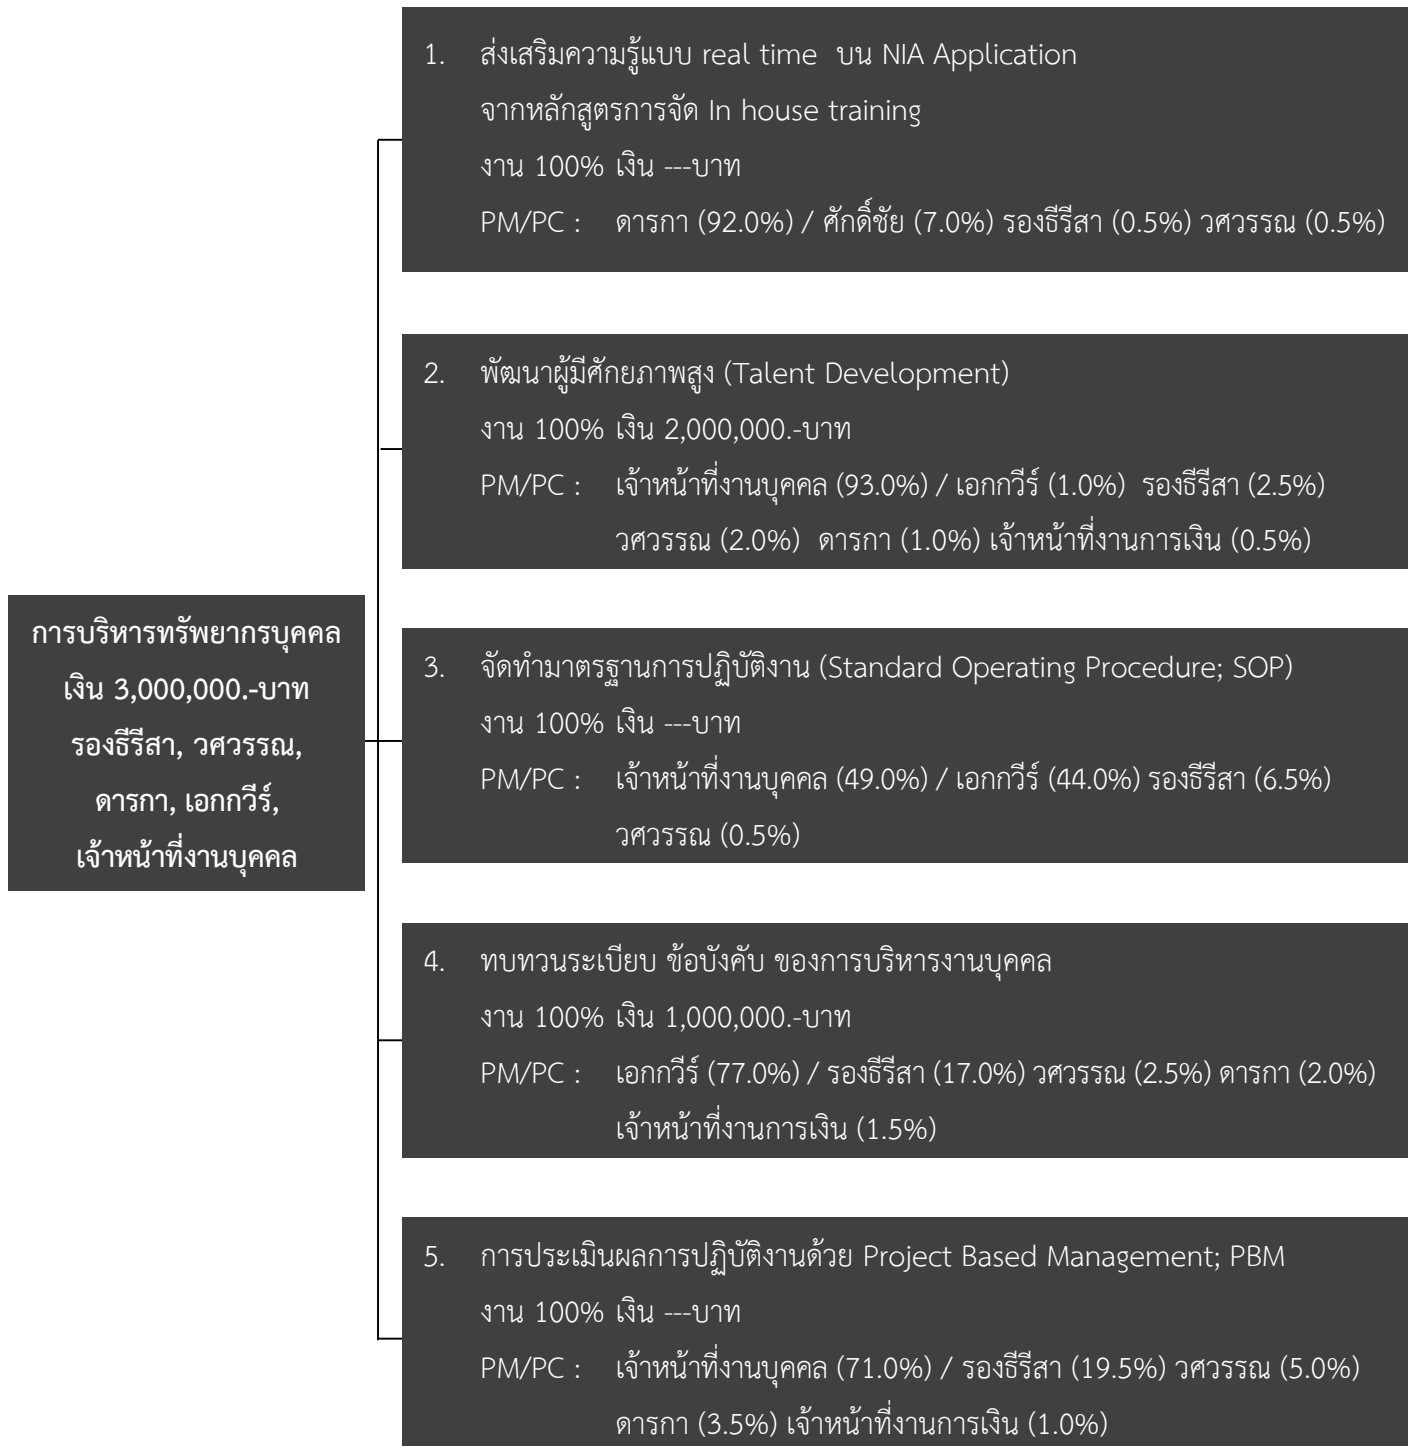 การบริหารทรัพยากรบุคคล
เงิน 3,000,000.-บาท
รองธีรีสา, วศวรรณ,
ดารกา, เอกกวีร์,
เจ้าหน้าที่งานบุคคล
1. ส่งเสริมความรู้แบบ real time บน NIA Application
จากหลักสูตรการจัด In house training
งาน 100% เงิน ---บาท
PM/PC : ดารกา (92.0%) / ศักดิ์ชัย (7.0%) รองธีรีสา (0.5%) วศวรรณ (0.5%)
2. พัฒนาผู้มีศักยภาพสูง (Talent Development)
งาน 100% เงิน 2,000,000.-บาท
PM/PC : เจ้าหน้าที่งานบุคคล (93.0%) / เอกกวีร์ (1.0%) รองธีรีสา (2.5%)
วศวรรณ (2.0%) ดารกา (1.0%) เจ้าหน้าที่งานการเงิน (0.5%)
3. จัดทำมาตรฐานการปฏิบัติงาน (Standard Operating Procedure; SOP)
งาน 100% เงิน ---บาท
PM/PC : เจ้าหน้าที่งานบุคคล (49.0%) / เอกกวีร์ (44.0%) รองธีรีสา (6.5%)
วศวรรณ (0.5%)
4. ทบทวนระเบียบ ข้อบังคับ ของการบริหารงานบุคคล
งาน 100% เงิน 1,000,000.-บาท
PM/PC : เอกกวีร์ (77.0%) / รองธีรีสา (17.0%) วศวรรณ (2.5%) ดารกา (2.0%)
เจ้าหน้าที่งานการเงิน (1.5%)
5. การประเมินผลการปฏิบัติงานด้วย Project Based Management; PBM
งาน 100% เงิน ---บาท
PM/PC : เจ้าหน้าที่งานบุคคล (71.0%) / รองธีรีสา (19.5%) วศวรรณ (5.0%)
ดารกา (3.5%) เจ้าหน้าที่งานการเงิน (1.0%)